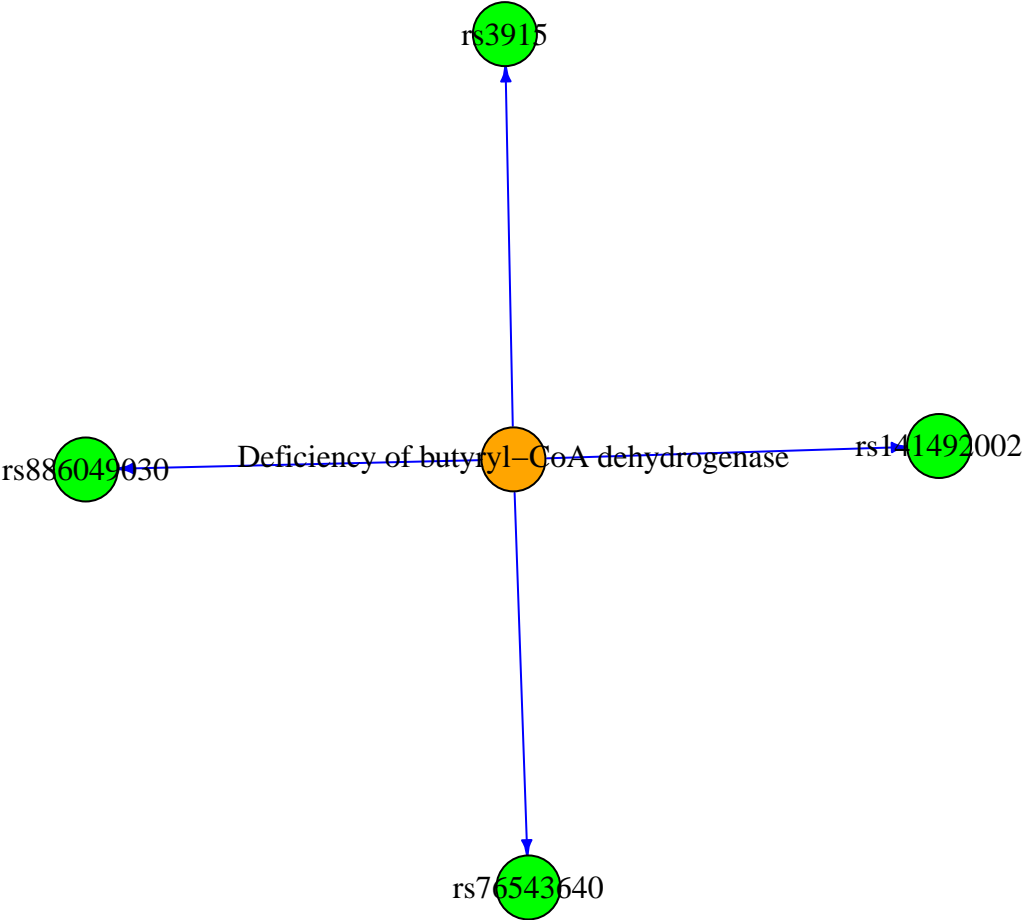 rs3915
rs141492002
Deficiency of butyryl−CoA dehydrogenase
rs886049030
rs76543640